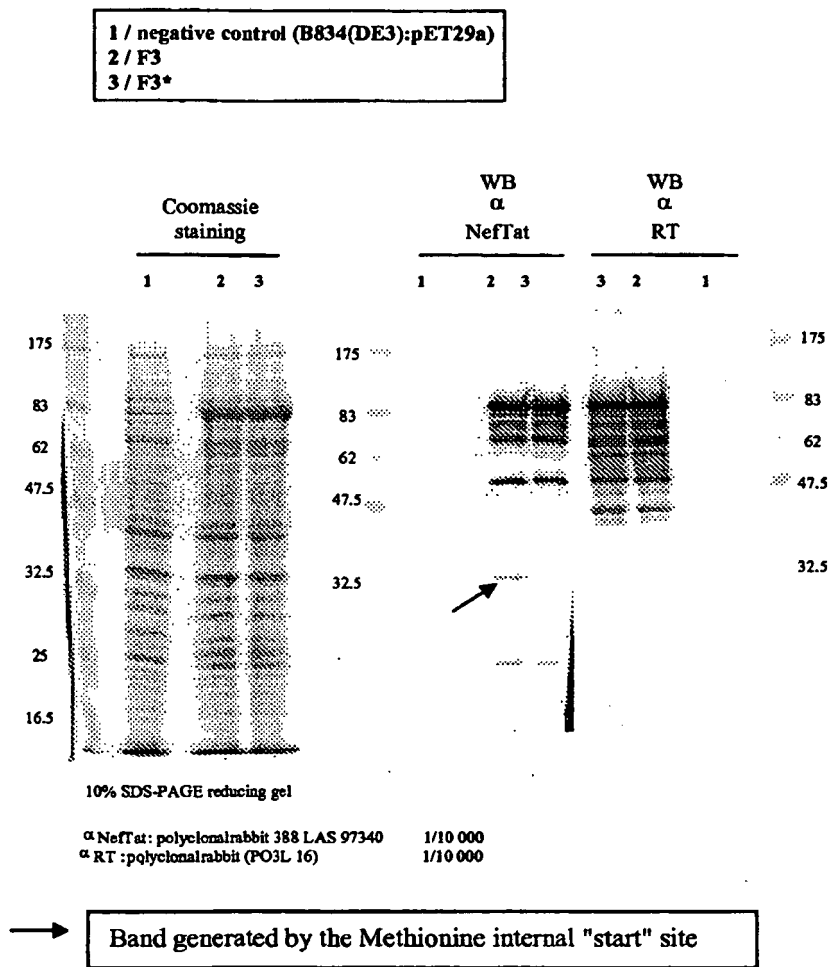 1 / negative control (B834(DE3):pET29a)
2 / F3
3 / F3*
Coomassie
staining
WB
α
NefTat
WB
α
RT
1 2 3
1 2 3
3 2 1
175
83
62
47.5
32.5
25
16.5
175
83
62
47.5
32.5
175
83
62
47.5
32.5
10% SDS-PAGE reducing gel
α NefTat: polyclonalrabbit 388 LAS 97340 1/10 000
α RT :polyclonalrabbit (PO3L 16) 1/10 000
Band generated by the Methionine internal "start" site